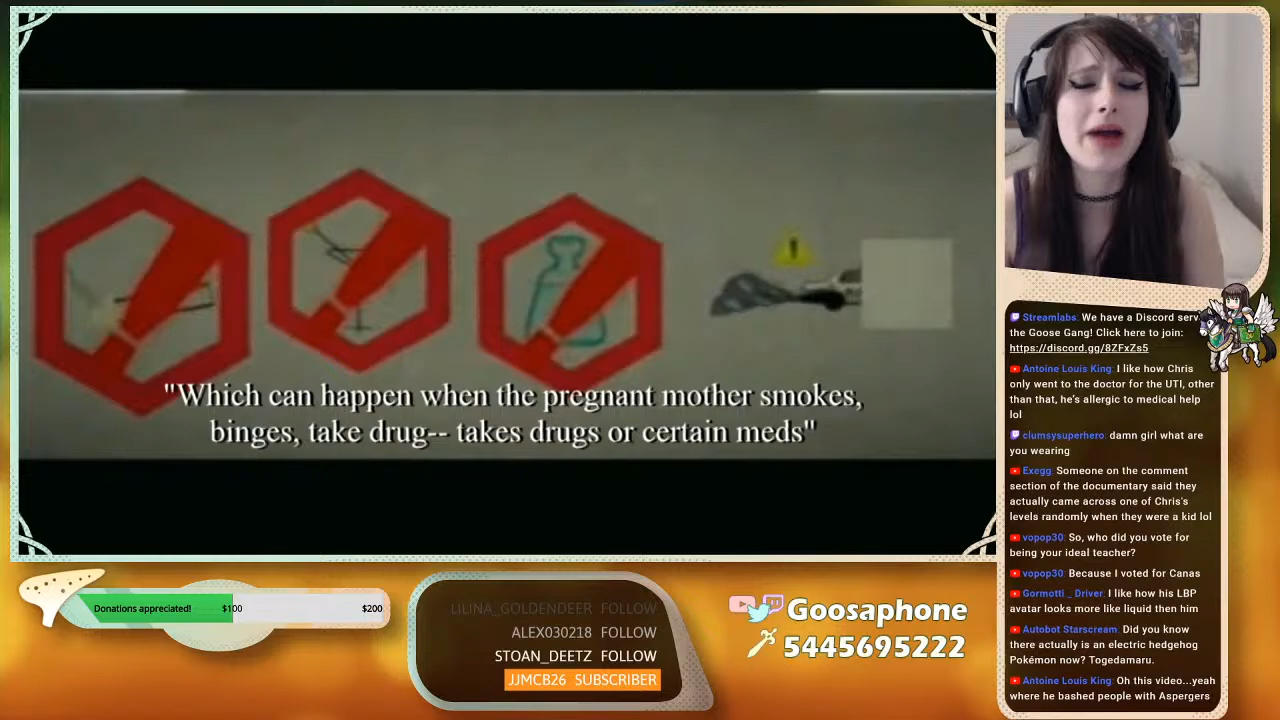 "Which can happen when the pregnant mother smokes,
binges, take drug-- takes drugs or certain meds"
Streamlabs: We have a Discord serv
the Goose Gang! Click here to join:
https://discord.gg/8ZFxZs5
Antoine Louis King: I like how Chris
only went to the doctor for the UTI, other
than that, he's allergic to medical help
lol
clumsysuperhero: damn girl what are
you wearing
Exegg: Someone on the comment
section of the documentary said they
actually came across one of Chris's
levels randomly when they were a kid lol
vopop30: So, who did you vote for
being your ideal teacher?
vopop30: Because I voted for Canas
Gormotti _ Driver: I like how his LBP
avatar looks more like liquid then him
Autobot Starscream: Did you know
there actually is an electric hedgehog
Pokémon now? Togedamaru.
Antoine Louis King: Oh this video...yeah
where he bashed people with Aspergers
Donations appreciated! $100 $200
LILINA_GOLDENDEER FOLLOW
ALEX030218 FOLLOW
STOAN_DEETZ FOLLOW
JJMCB26 SUBSCRIBER
Goosaphone
5445695222